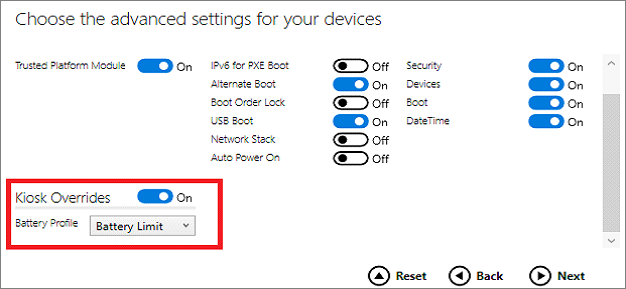 Choose the advanced settings for your devices
Trusted Platform Module On
IPv6 for PXE Boot Off
Security On
Alternate Boot On
Devices On
Boot Order Lock Off
Boot On
USB Boot On
DateTime On
Network Stack Off
Auto Power On Off
Kiosk Overrides On
Battery Profile Battery Limit
Reset Back Next